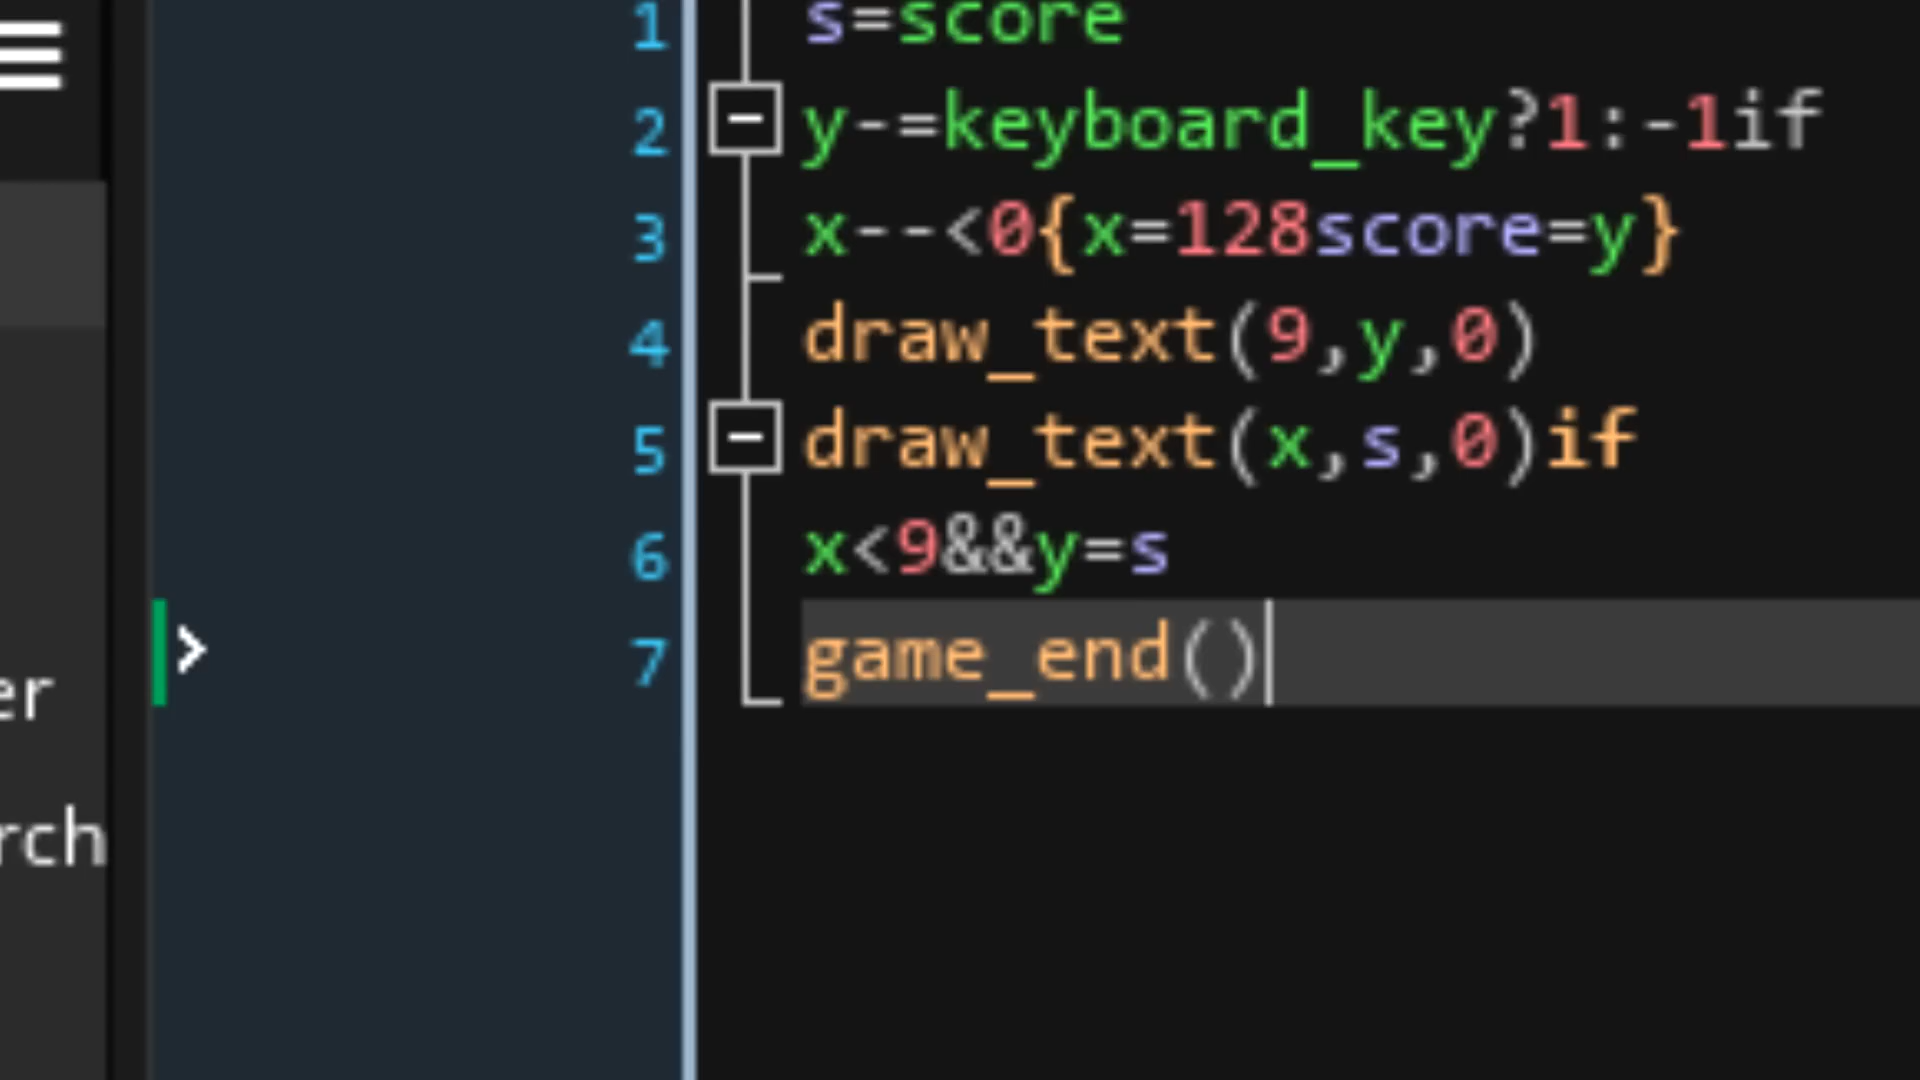 1 s=score
2 y-=keyboard_key?1:-1if
3 x--<0{x=128score=y}
4 draw_text(9,y,0)
5 draw_text(x,s,0)if
6 x<9&&y=s
7 game_end()
er
rch